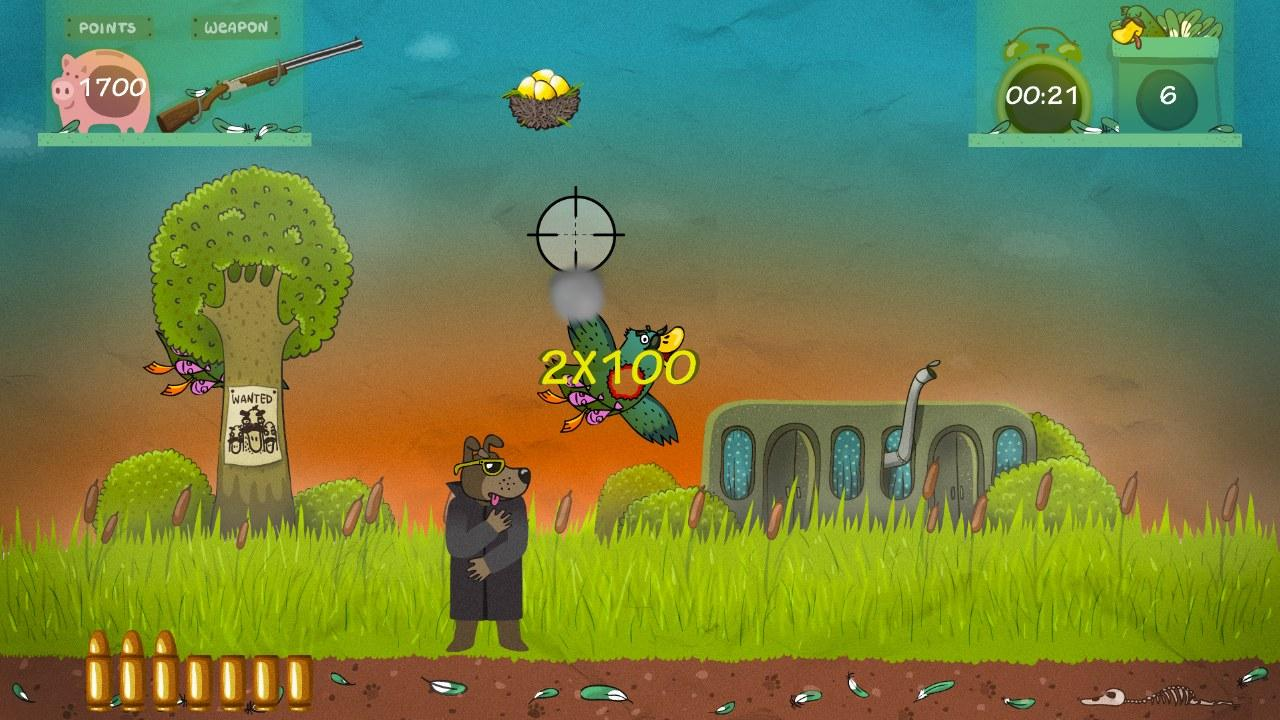 POINTS
WEAPON
1700
00:21
6
2X100
WANTED